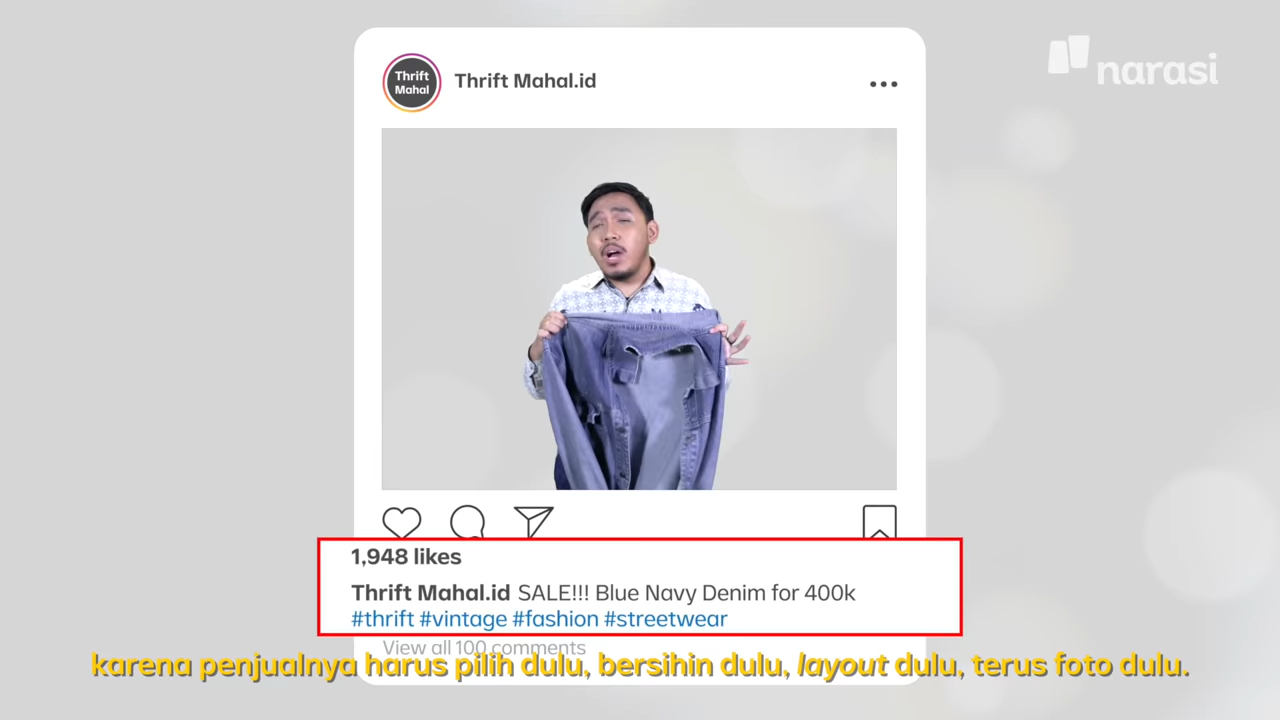 narasi
Thrift
Mahal
Thrift Mahal.id
1,948 likes
Thrift Mahal.id SALE!!! Blue Navy Denim for 400k
#thrift #vintage #fashion #streetwear
View all 100 comments
karena penjualnya harus pilih dulu, bersihin dulu, layout dulu, terus foto dulu.